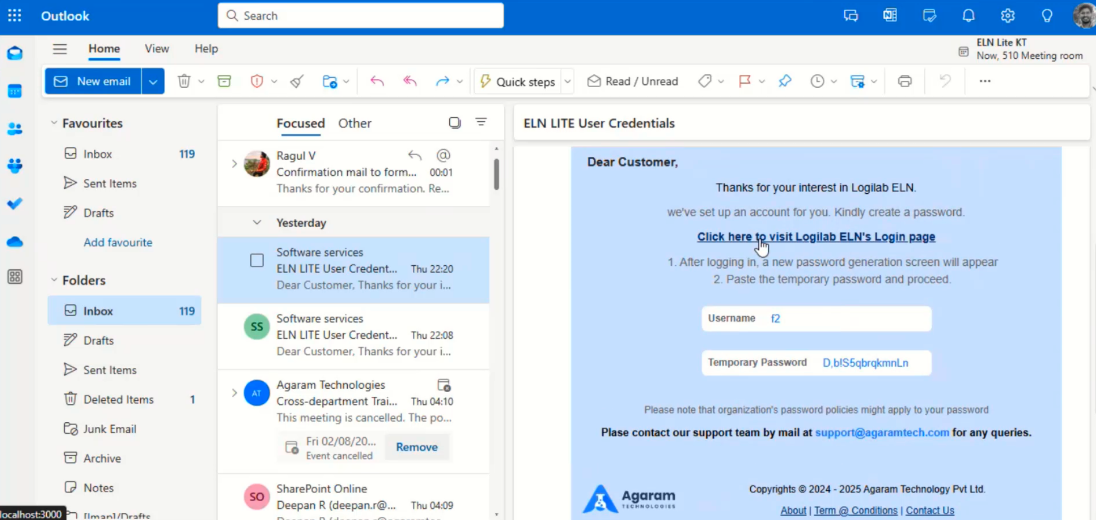 Outlook
Search
Home
View
Help
ELN Lite KT
Now, 510 Meeting room
New email
Quick steps
Read / Unread
Favourites
Inbox 119
Sent Items
Drafts
Add favourite
Folders
Inbox 119
Drafts
Sent Items
Deleted Items 1
Junk Email
Archive
Notes
[Imap]/Drafts
localhost:3000
Focused
Other
Ragul V
Confirmation mail to form... 00:01
Thanks for your confirmation. Re...
Yesterday
Software services
ELN LITE User Credent... Thu 22:20
Dear Customer, Thanks for your i...
SS
Software services
ELN LITE User Credent... Thu 22:08
Dear Customer, Thanks for your i...
AT
Agaram Technologies
Cross-department Trai... Thu 04:10
This meeting is cancelled. The po...
Fri 02/08/20...
Event cancelled
Remove
SO
SharePoint Online
Deepan R (deepan.r@... Thu 04:09
ELN LITE User Credentials
Dear Customer,
Thanks for your interest in Logilab ELN.
we've set up an account for you. Kindly create a password.
Click here to visit Logilab ELN's Login page
1. After logging in, a new password generation screen will appear
2. Paste the temporary password and proceed.
Username f2
Temporary Password D,bIS5qbrqkmnLn
Please note that organization's password policies might apply to your password
Plase contact our support team by mail at support@agaramtech.com for any queries.
Agaram
TECHNOLOGIES
Copyrights © 2024 - 2025 Agaram Technology Pvt Ltd.
About | Term @ Conditions | Contact Us